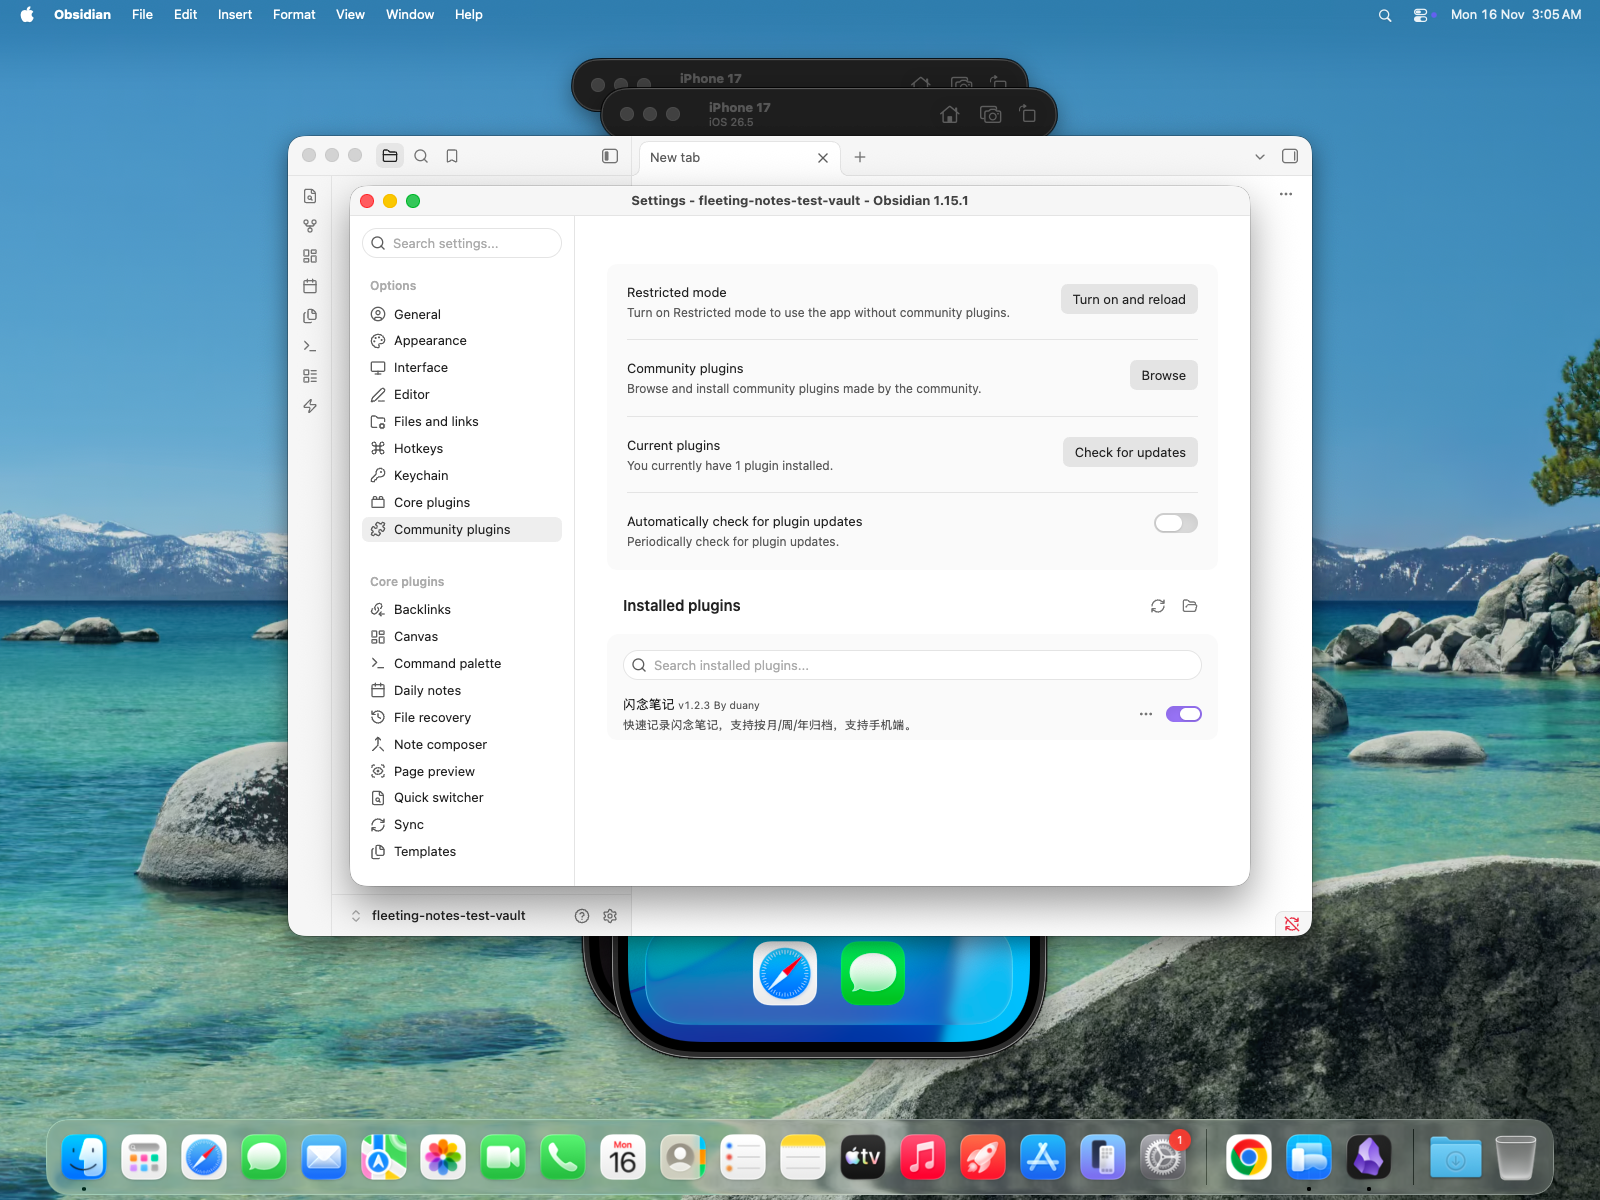 Obsidian File Edit Insert Format View Window Help
Mon 16 Nov 3:05 AM
iPhone 17
iPhone 17
iOS 26.5
New tab
Settings - fleeting-notes-test-vault - Obsidian 1.15.1
Search settings...
Options
General
Appearance
Interface
Editor
Files and links
Hotkeys
Keychain
Core plugins
Community plugins
Core plugins
Backlinks
Canvas
Command palette
Daily notes
File recovery
Note composer
Page preview
Quick switcher
Sync
Templates
Restricted mode
Turn on Restricted mode to use the app without community plugins.
Turn on and reload
Community plugins
Browse and install community plugins made by the community.
Browse
Current plugins
You currently have 1 plugin installed.
Check for updates
Automatically check for plugin updates
Periodically check for plugin updates.
Installed plugins
Search installed plugins...
闪念笔记 v1.2.3 By duany
快速记录闪念笔记，支持按月/周/年归档，支持手机端。
fleeting-notes-test-vault
Mon
16
tv
1